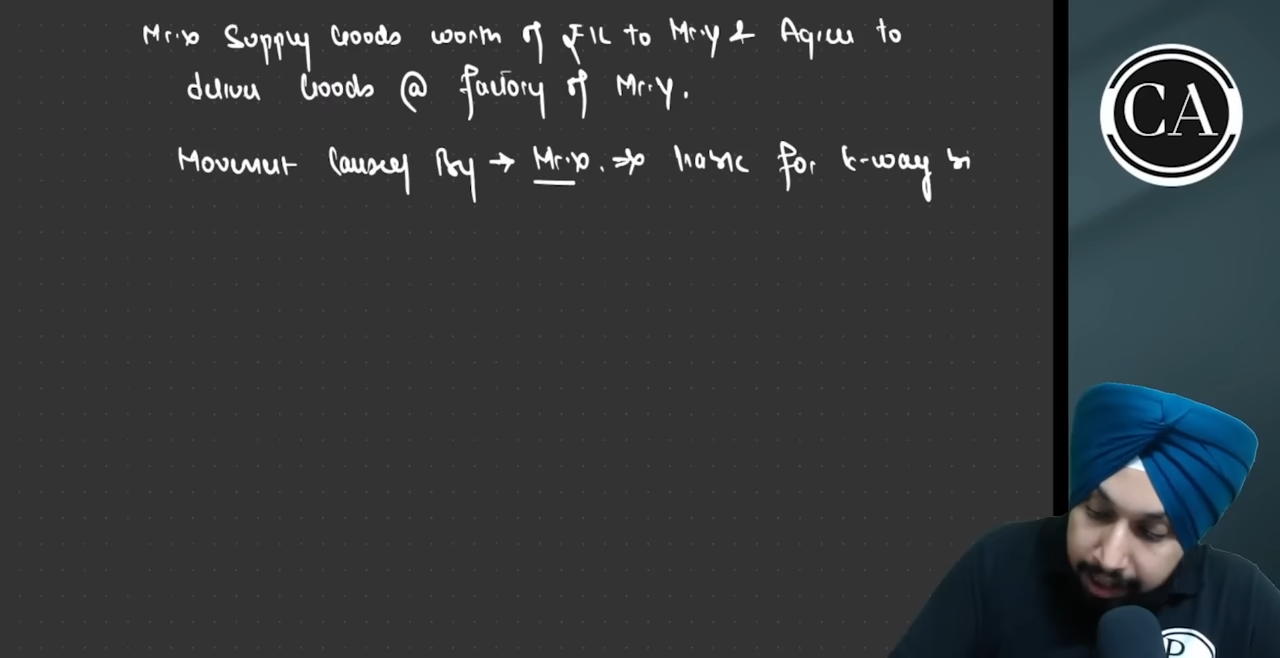 Mr.X Supply Goods worth of ₹1L to Mr.Y & Agree to
deliver Goods @ factory of Mr.Y.
Movement Caused By → Mr.X. ⇒ liable for E-way bi
CA
P